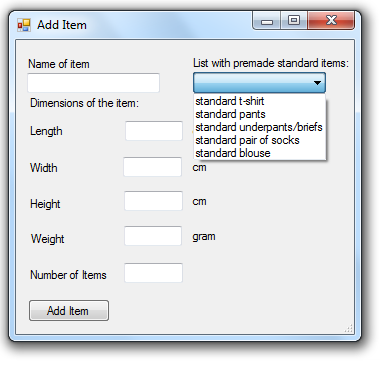 Add Item
Name of item
List with premade standard items:
standard t-shirt
standard pants
standard underpants/briefs
standard pair of socks
standard blouse
Dimensions of the item:
Length
Width
cm
Height
cm
Weight
gram
Number of Items
Add Item